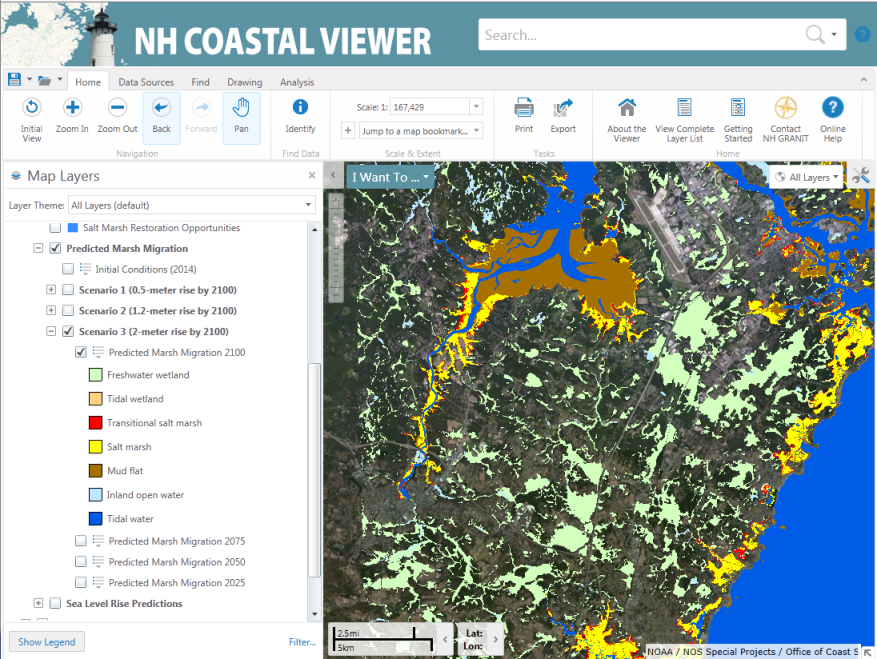 NH COASTAL VIEWER
Search...
?
Home Data Sources Find Drawing Analysis
Initial View
Zoom In
Zoom Out
Back
Forward
Pan
Navigation
Identify
Find Data
Scale: 1: 167,429
Jump to a map bookmark...
Scale & Extent
Print
Export
Tasks
About the Viewer
View Complete Layer List
Getting Started
Contact NH GRANIT
Online Help
Home
Map Layers
Layer Theme: All Layers (default)
Salt Marsh Restoration Opportunities
Predicted Marsh Migration
Initial Conditions (2014)
Scenario 1 (0.5-meter rise by 2100)
Scenario 2 (1.2-meter rise by 2100)
Scenario 3 (2-meter rise by 2100)
Predicted Marsh Migration 2100
Freshwater wetland
Tidal wetland
Transitional salt marsh
Salt marsh
Mud flat
Inland open water
Tidal water
Predicted Marsh Migration 2075
Predicted Marsh Migration 2050
Predicted Marsh Migration 2025
Sea Level Rise Predictions
Show Legend
Filter...
I Want To ...
All Layers
2.5mi
5km
Lat:
Lon:
NOAA / NOS Special Projects / Office of Coast S